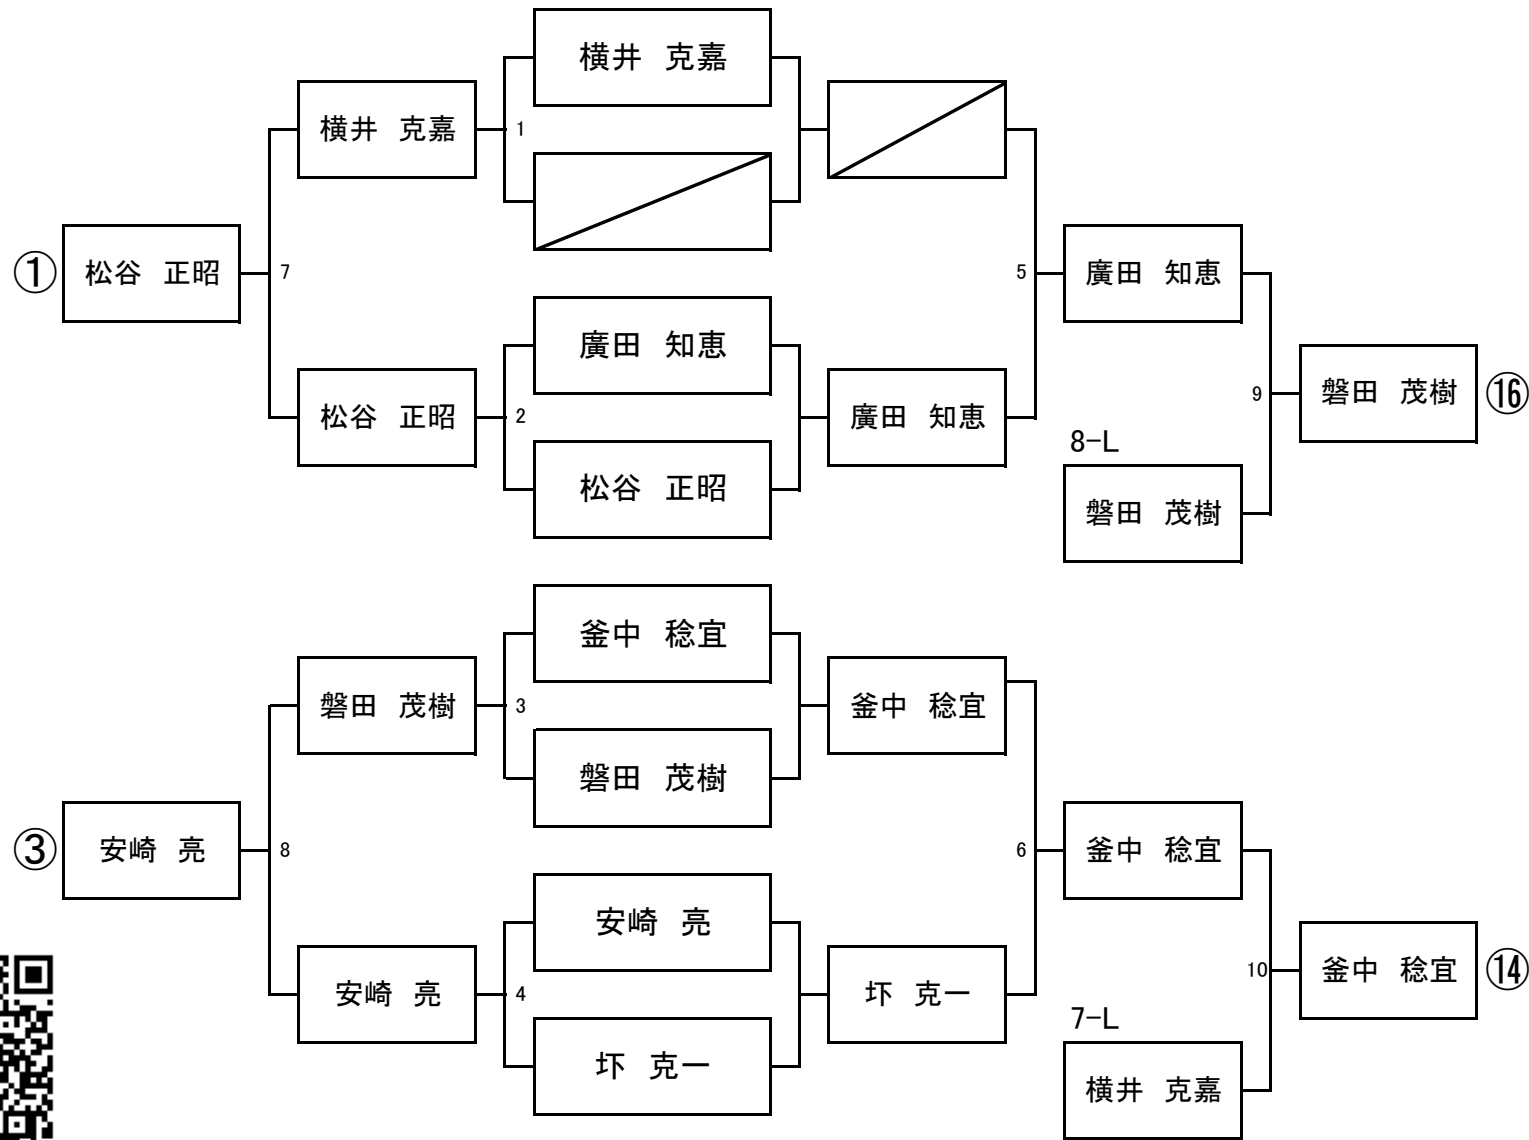 横井 克嘉
横井 克嘉
1
① 松谷 正昭
7
5
廣田 知恵
廣田 知恵
松谷 正昭
2
廣田 知恵
9
磐田 茂樹 ⑯
8-L
松谷 正昭
磐田 茂樹
釜中 稔宜
磐田 茂樹
3
釜中 稔宜
磐田 茂樹
③ 安崎 亮
8
6
釜中 稔宜
安崎 亮
安崎 亮
4
圷 克一
10
釜中 稔宜 ⑭
7-L
圷 克一
横井 克嘉